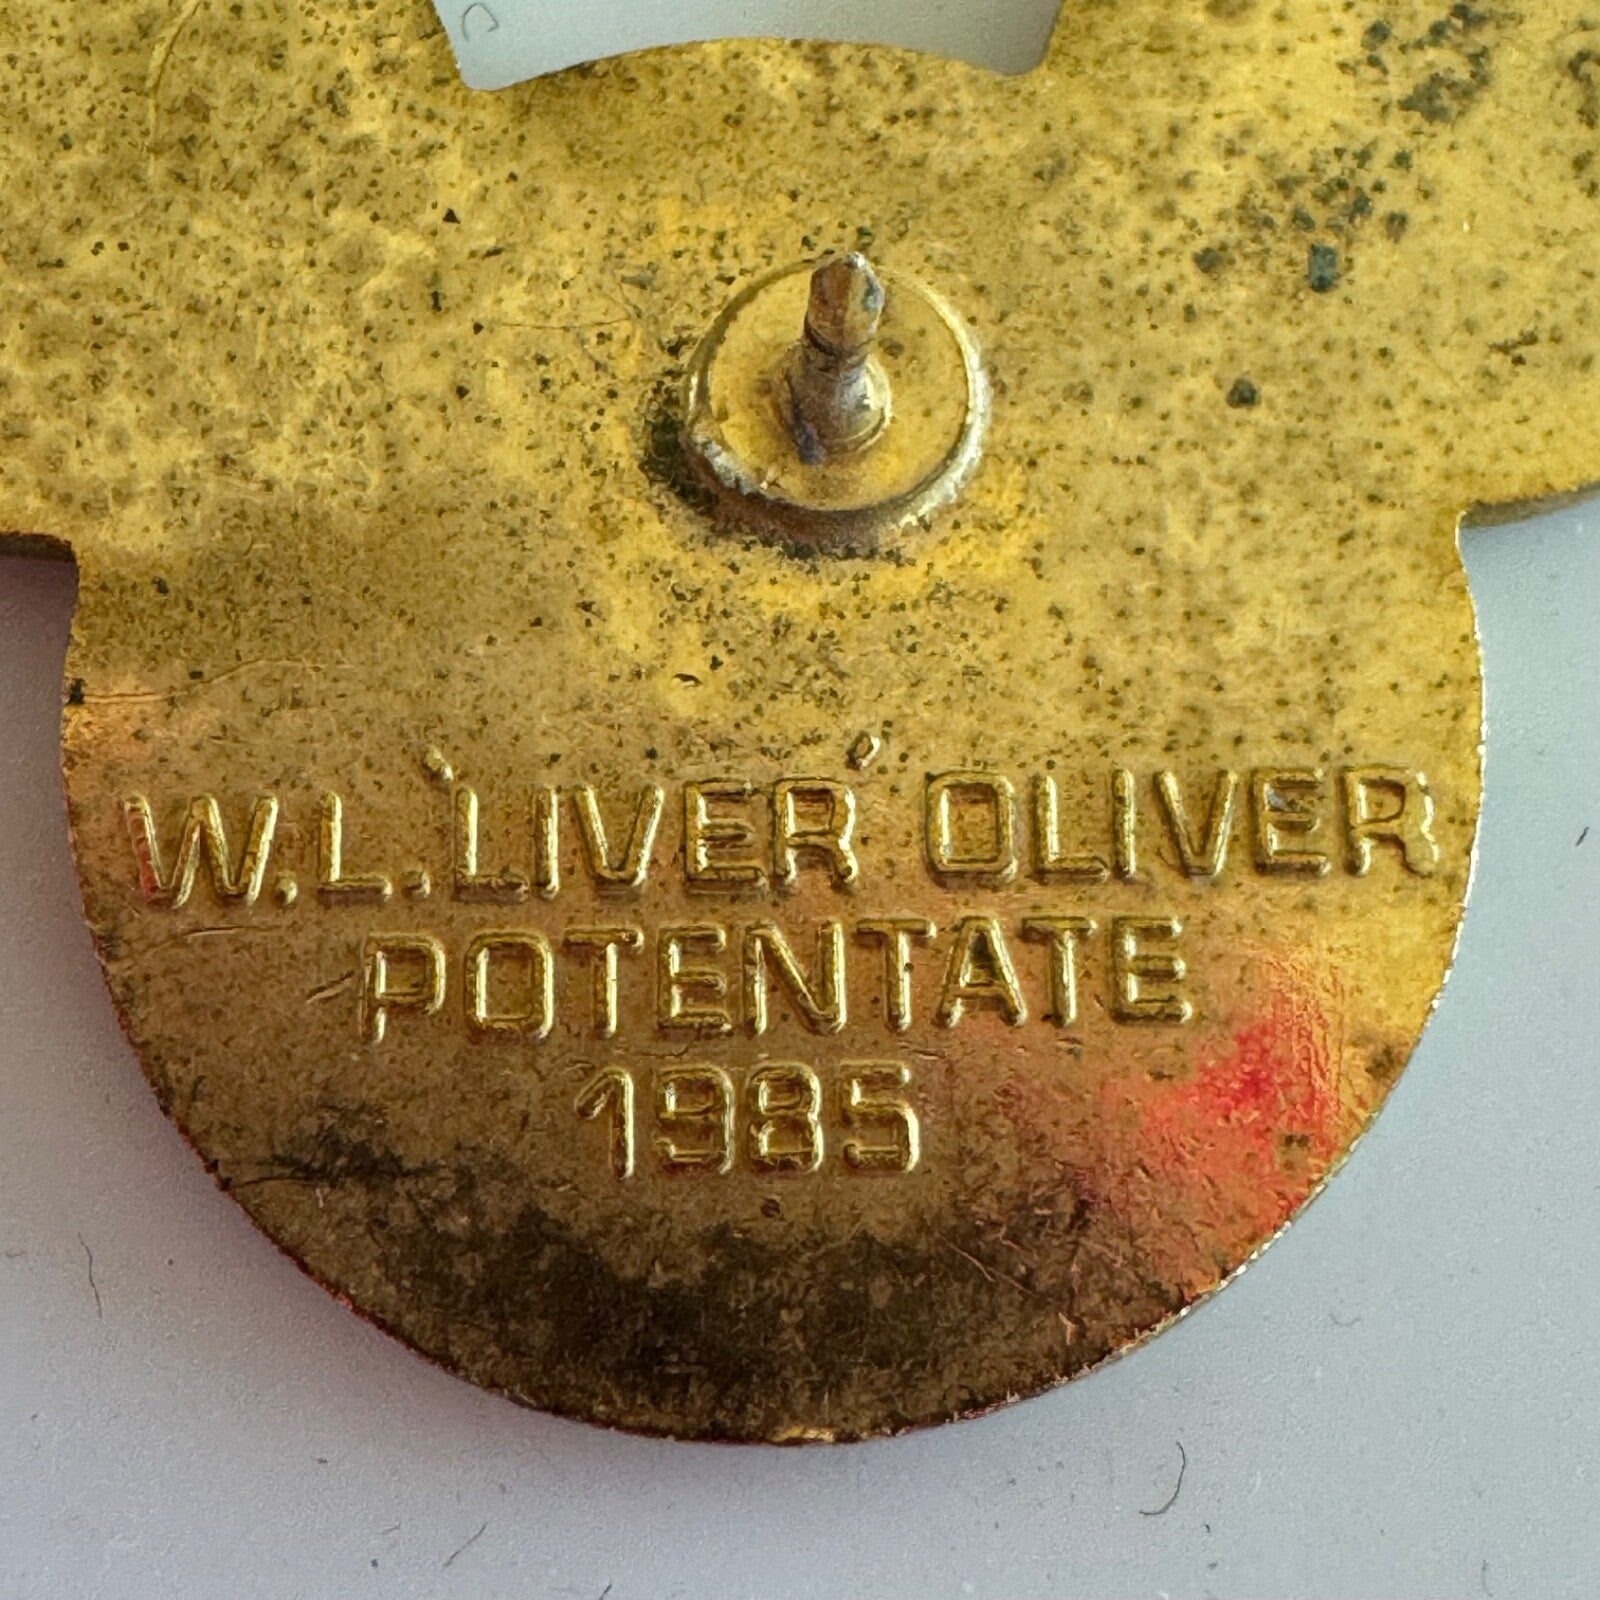 W.L. 'LIVER' OLIVER
POTENTATE
1985